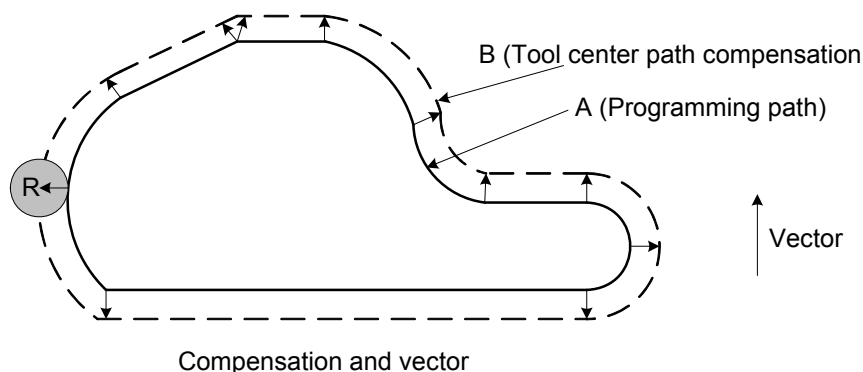 B (Tool center path compensation
A (Programming path)
R
Vector
Compensation and vector